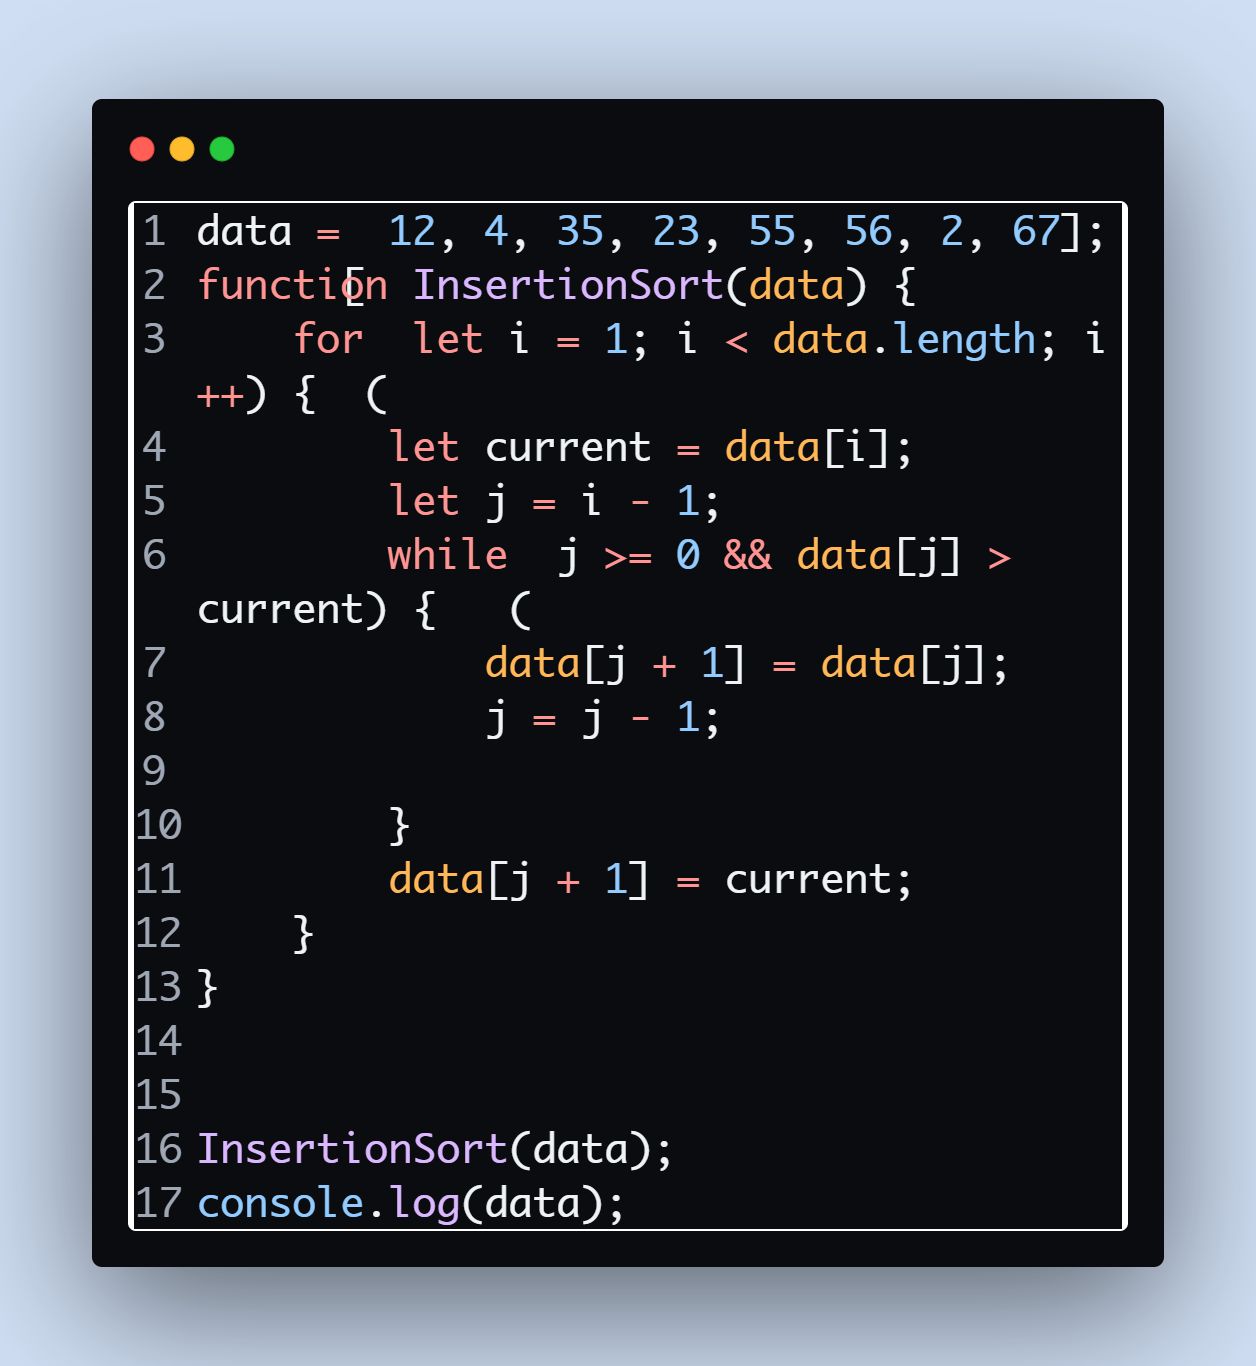 1 data =  12, 4, 35, 23, 55, 56, 2, 67];
2 function [ InsertionSort(data) {
3     for  let i = 1; i < data.length; i
++) {  (
4         let current = data[i];
5         let j = i - 1;
6         while  j >= 0 && data[j] >
current) {   (
7             data[j + 1] = data[j];
8             j = j - 1;
9
10         }
11         data[j + 1] = current;
12     }
13 }
14
15
16 InsertionSort(data);
17 console.log(data);